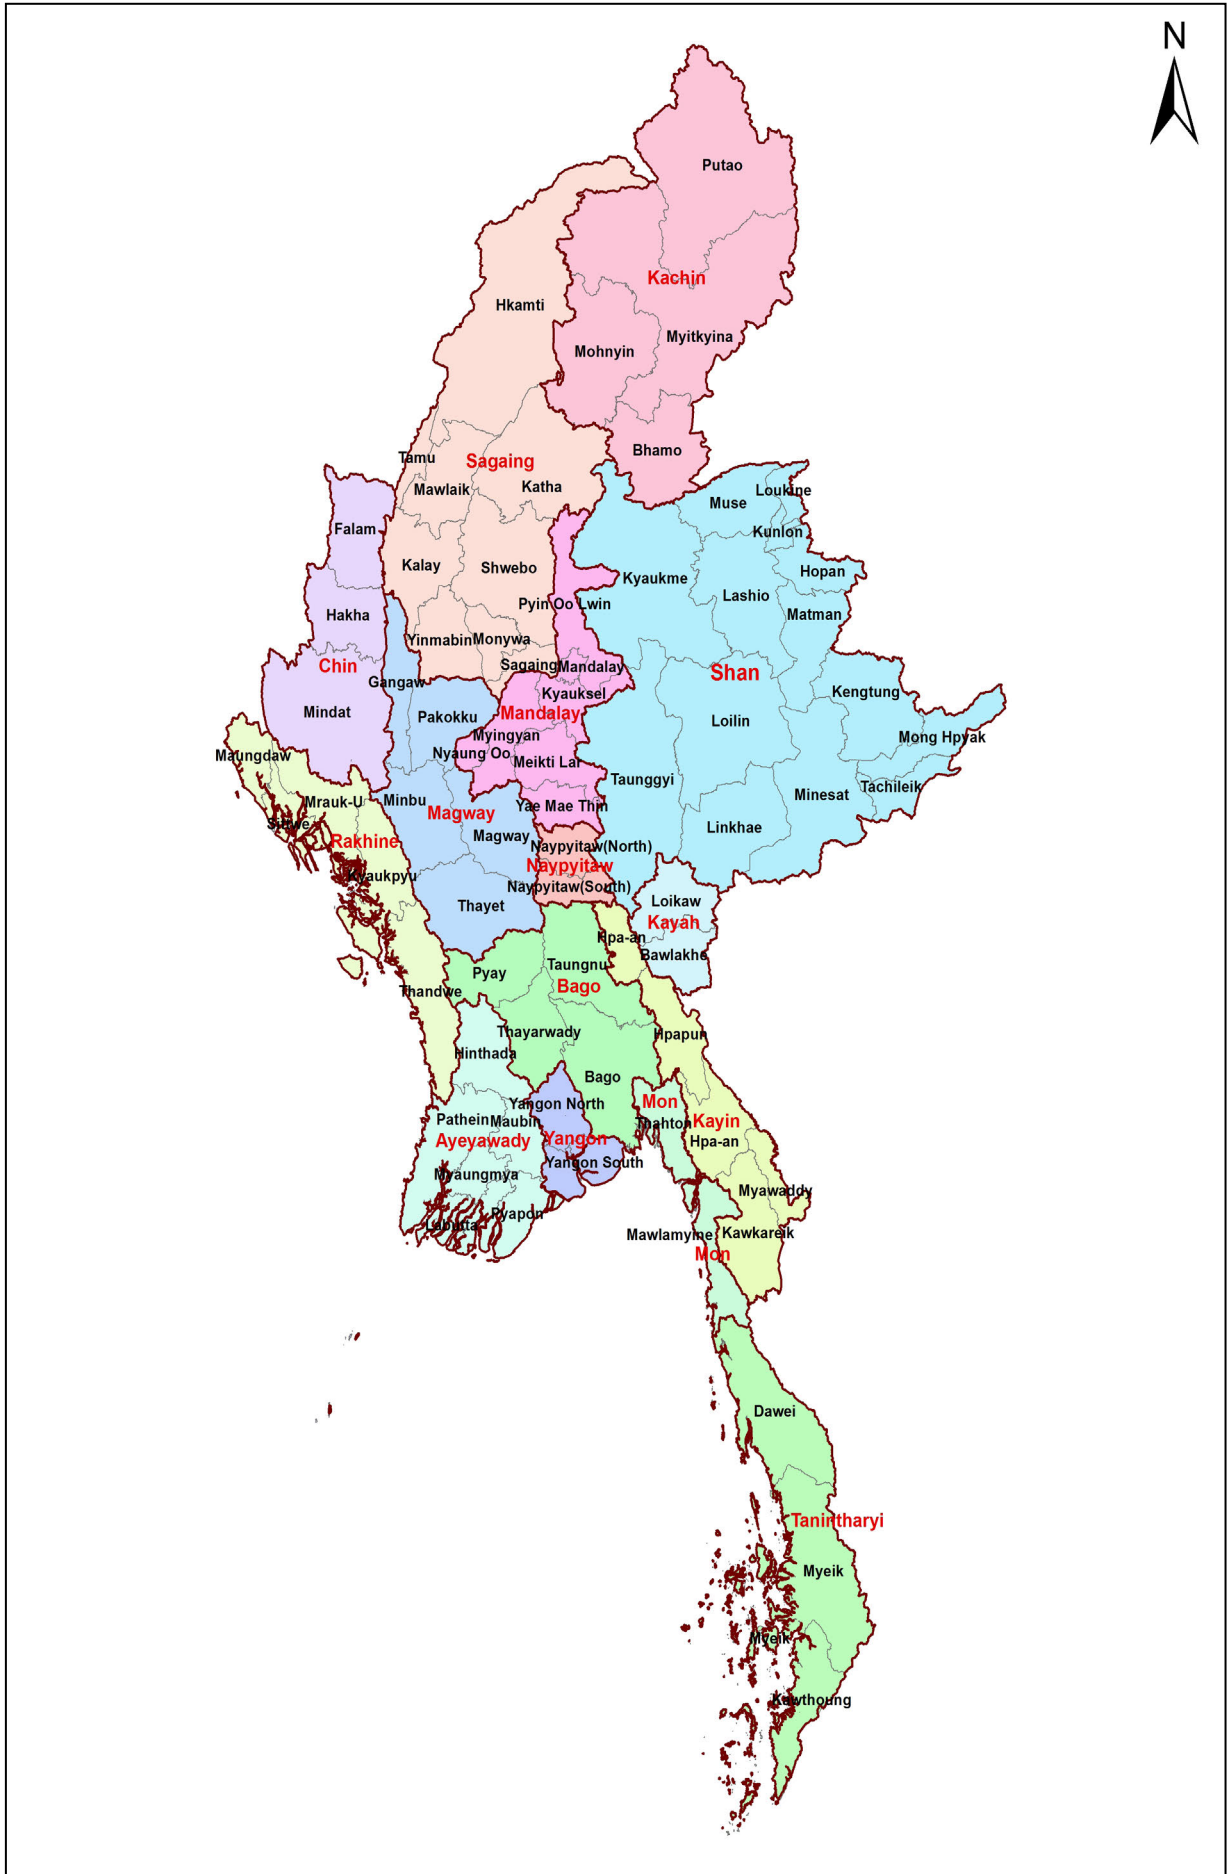 N
Putao
Kachin
Hkamti
Myitkyina
Mohnyin
Bhamo
Tamu
Sagaing
Mawlaik
Katha
Loukine
Muse
Falam
Kunlon
Kalay
Shwebo
Kyaukme
Hopan
Lashio
Pyin Oo Lwin
Hakha
Matman
Yinmabin
Monywa
Chin
Sagaing
Mandalay
Shan
Gangaw
Kyauksel
Kengtung
Mindat
Pakokku
Mandalay
Loilin
Myingyan
Mong Hpyak
Maungdaw
Nyaung Oo
Meikti Lar
Taunggyi
Tachileik
Minesat
Mrauk-U
Minbu
Yae Mae Thin
Magway
Sittwe
Linkhae
Magway
Rakhine
Naypyitaw(North)
Naypyitaw
Kyaukpyu
Naypyitaw(South)
Thayet
Loikaw
Kayah
Hpa-an
Bawlakhe
Taungnu
Pyay
Bago
Thandwe
Thayarwady
Hpapun
Hinthada
Bago
Yangon North
Mon
Pathein
Maubin
Thahton
Kayin
Ayeyawady
Yangon
Hpa-an
Yangon South
Myaungmya
Myawaddy
Pyapon
Labutta
Mawlamyine
Kawkareik
Mon
Dawei
Tanintharyi
Myeik
Myeik
Kawthoung